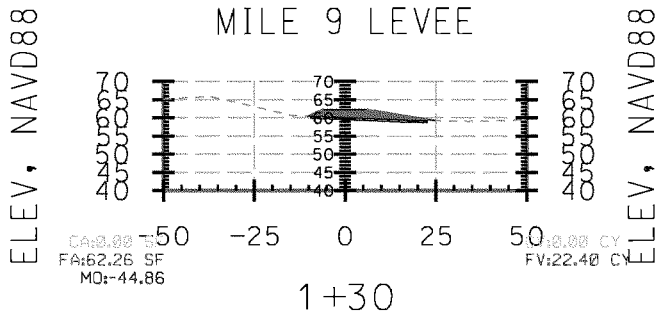 MILE 9 LEVEE
ELEV, NAVD88
ELEV, NAVD88
70 70 70
65 65 65
60 60 60
55 55 55
50 50 50
45 45 45
40 40 40
-50 -25 0 25 50
CA:0.00 SF
:0.00 CY
FA:62.26 SF
FV:22.40 CY
MO:-44.86
1+30